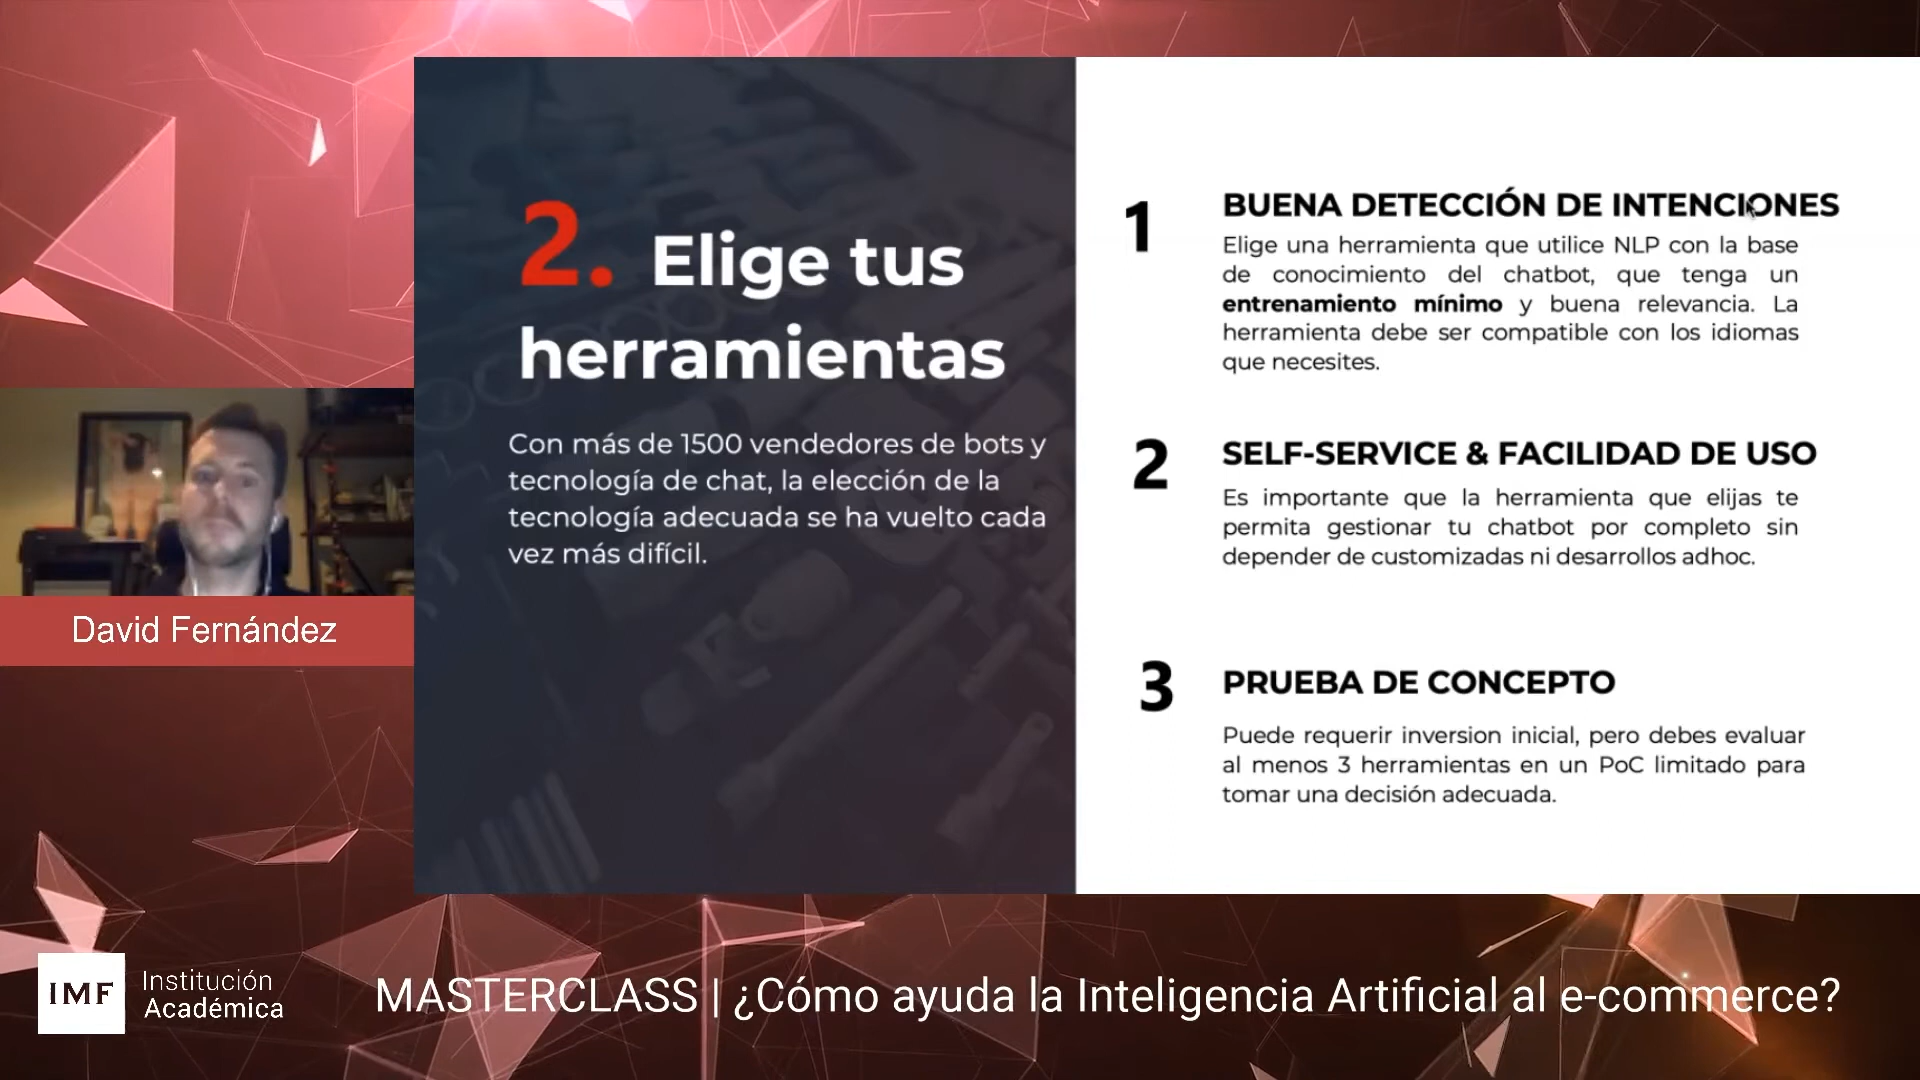 2. Elige tus
herramientas
Con más de 1500 vendedores de bots y
tecnología de chat, la elección de la
tecnología adecuada se ha vuelto cada
vez más difícil.
1
BUENA DETECCIÓN DE INTENCIONES
Elige una herramienta que utilice NLP con la base
de conocimiento del chatbot, que tenga un
entrenamiento mínimo y buena relevancia. La
herramienta debe ser compatible con los idiomas
que necesites.
2
SELF-SERVICE & FACILIDAD DE USO
Es importante que la herramienta que elijas te
permita gestionar tu chatbot por completo sin
depender de customizadas ni desarrollos adhoc.
3
PRUEBA DE CONCEPTO
Puede requerir inversion inicial, pero debes evaluar
al menos 3 herramientas en un PoC limitado para
tomar una decisión adecuada.
David Fernández
IMF
Institución
Académica
MASTERCLASS | ¿Cómo ayuda la Inteligencia Artificial al e-commerce?